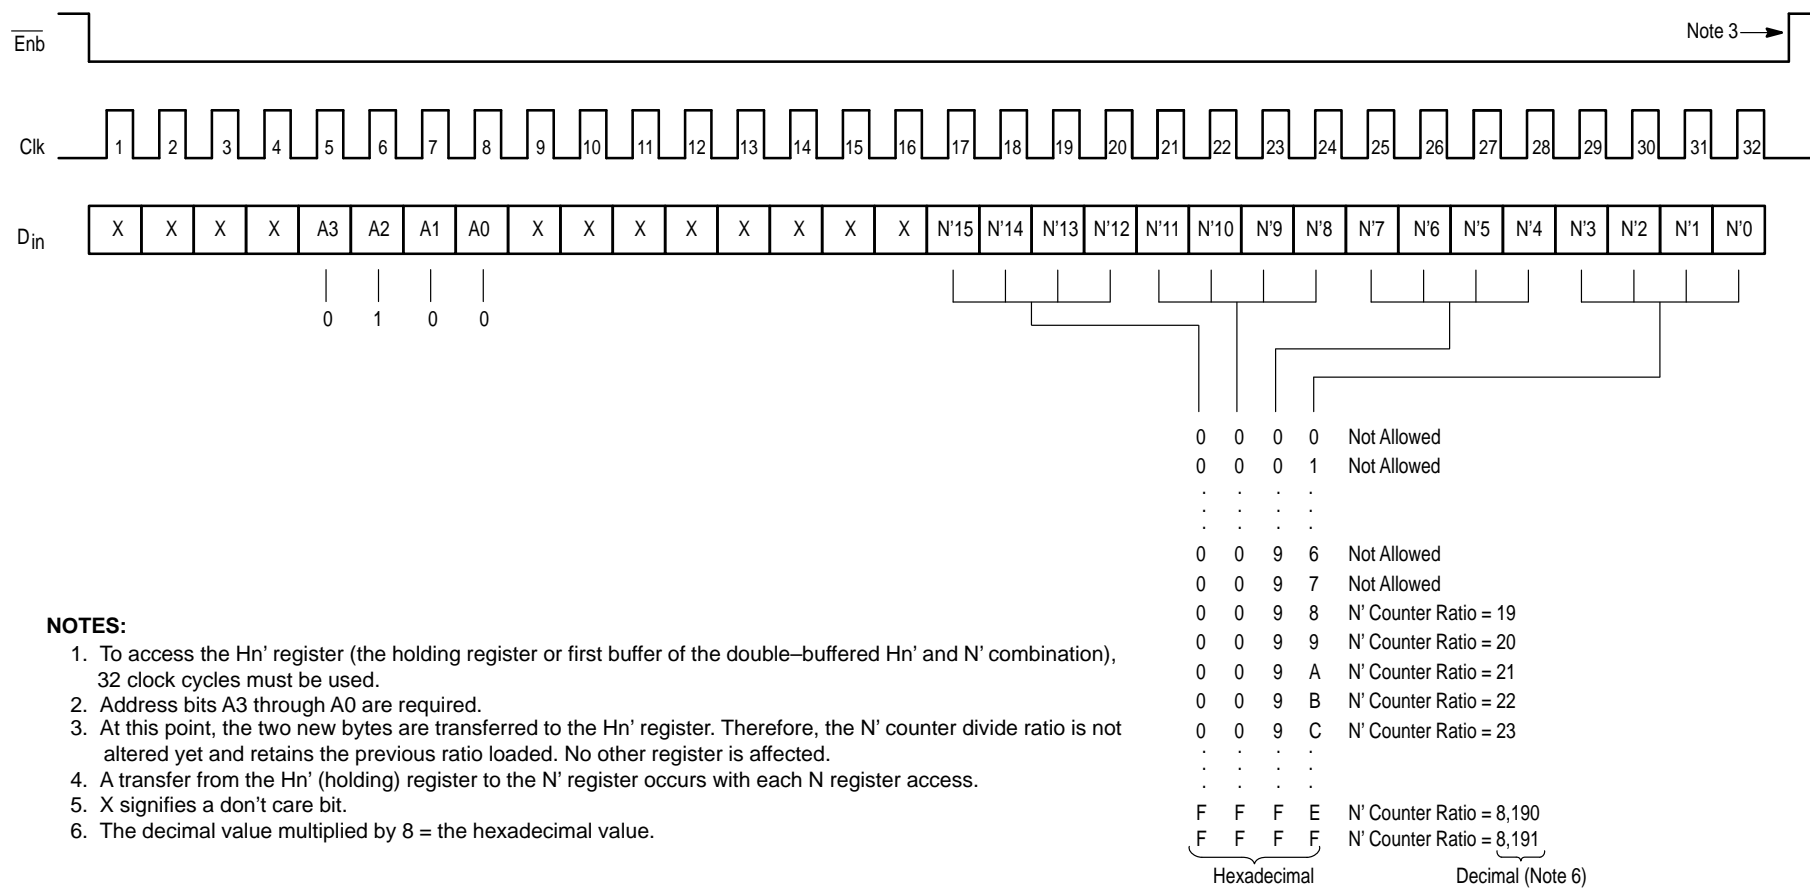 Enb
Note 3
Clk
1 2 3 4 5 6 7 8 9 10 11 12 13 14 15 16 17 18 19 20 21 22 23 24 25 26 27 28 29 30 31 32
Din
X X X X A3 A2 A1 A0 X X X X X X X X N'15 N'14 N'13 N'12 N'11 N'10 N'9 N'8 N'7 N'6 N'5 N'4 N'3 N'2 N'1 N'0
0 1 0 0
0 0 0 0 Not Allowed
0 0 0 1 Not Allowed
. . . .
. . . .
. . . .
0 0 9 6 Not Allowed
0 0 9 7 Not Allowed
0 0 9 8 N' Counter Ratio = 19
0 0 9 9 N' Counter Ratio = 20
0 0 9 A N' Counter Ratio = 21
0 0 9 B N' Counter Ratio = 22
0 0 9 C N' Counter Ratio = 23
. . . .
. . . .
. . . .
F F F E N' Counter Ratio = 8,190
F F F F N' Counter Ratio = 8,191
Hexadecimal
Decimal (Note 6)
NOTES:
1. To access the Hn' register (the holding register or first buffer of the double–buffered Hn' and N' combination),
32 clock cycles must be used.
2. Address bits A3 through A0 are required.
3. At this point, the two new bytes are transferred to the Hn' register. Therefore, the N' counter divide ratio is not
altered yet and retains the previous ratio loaded. No other register is affected.
4. A transfer from the Hn' (holding) register to the N' register occurs with each N register access.
5. X signifies a don't care bit.
6. The decimal value multiplied by 8 = the hexadecimal value.